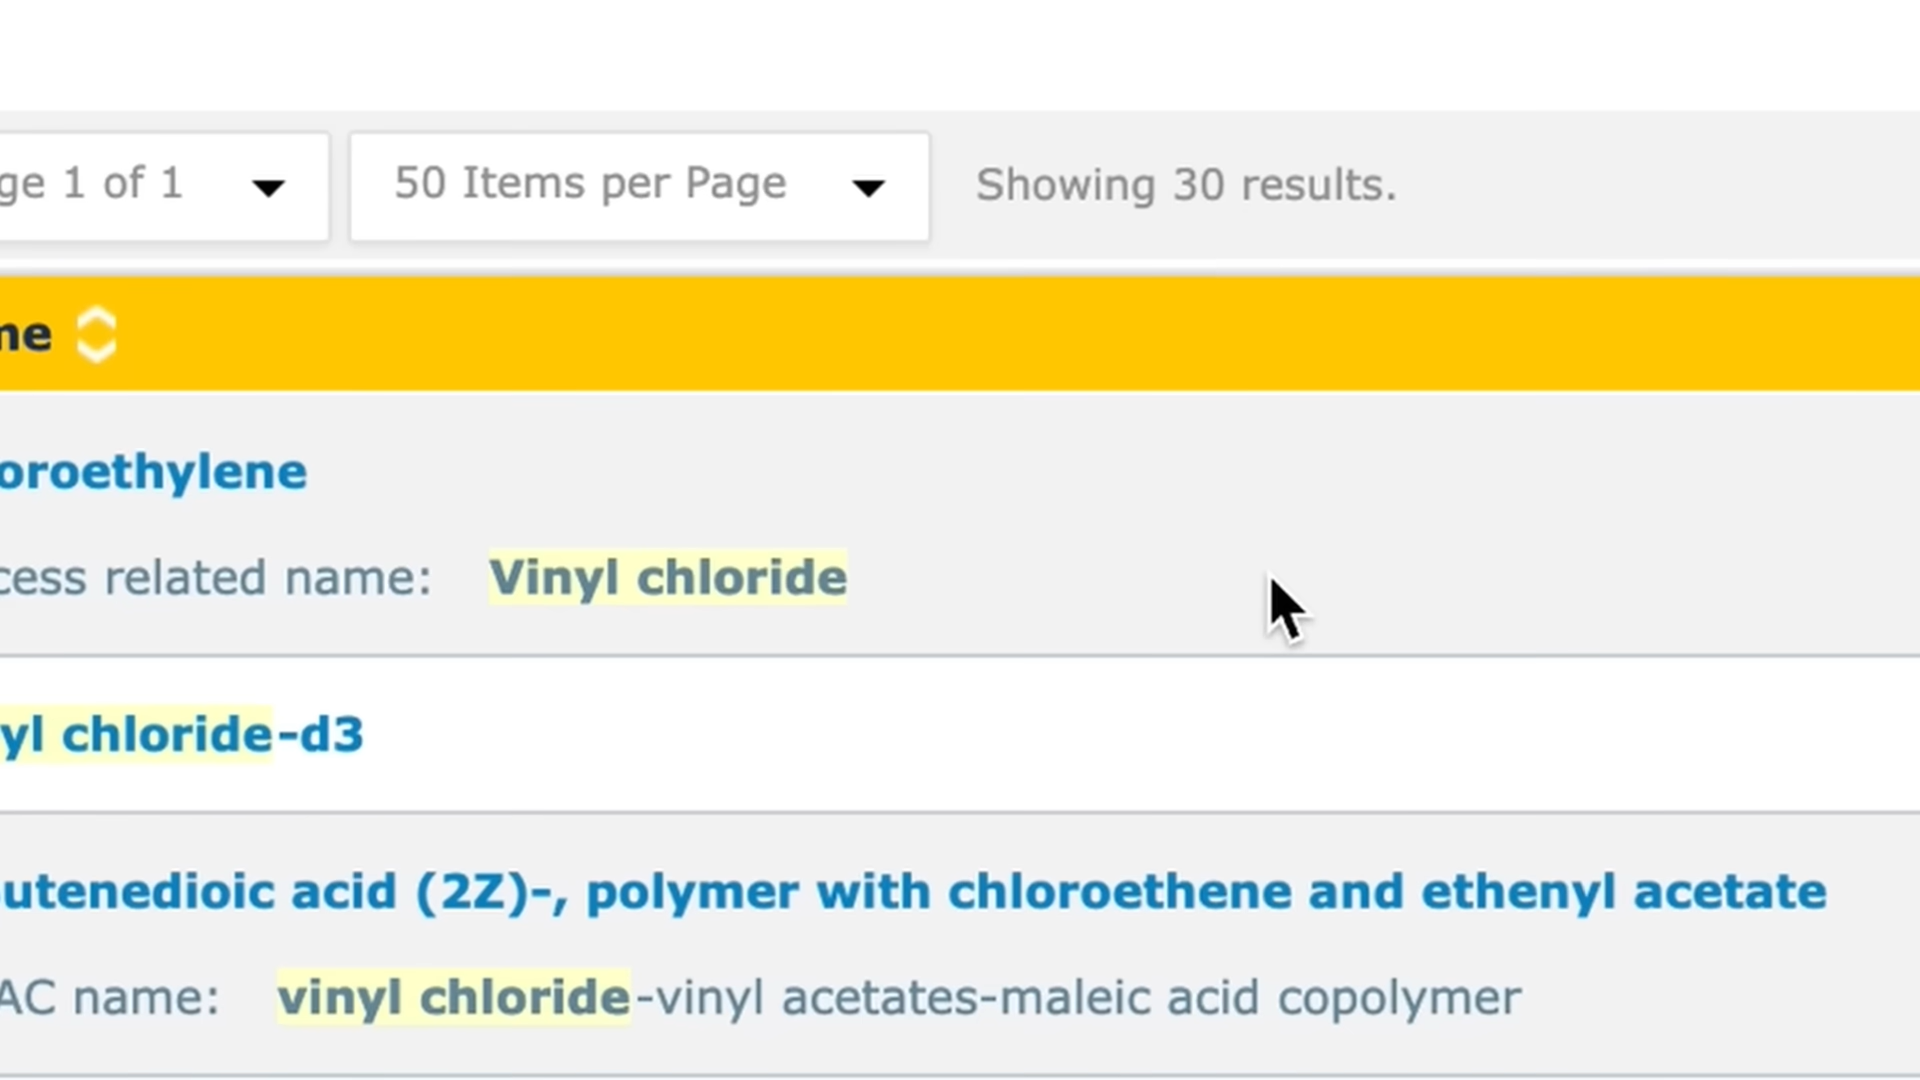 ge 1 of 1
50 Items per Page
Showing 30 results.
me
oroethylene
cess related name: Vinyl chloride
yl chloride-d3
utenedioic acid (2Z)-, polymer with chloroethene and ethenyl acetate
AC name: vinyl chloride-vinyl acetates-maleic acid copolymer